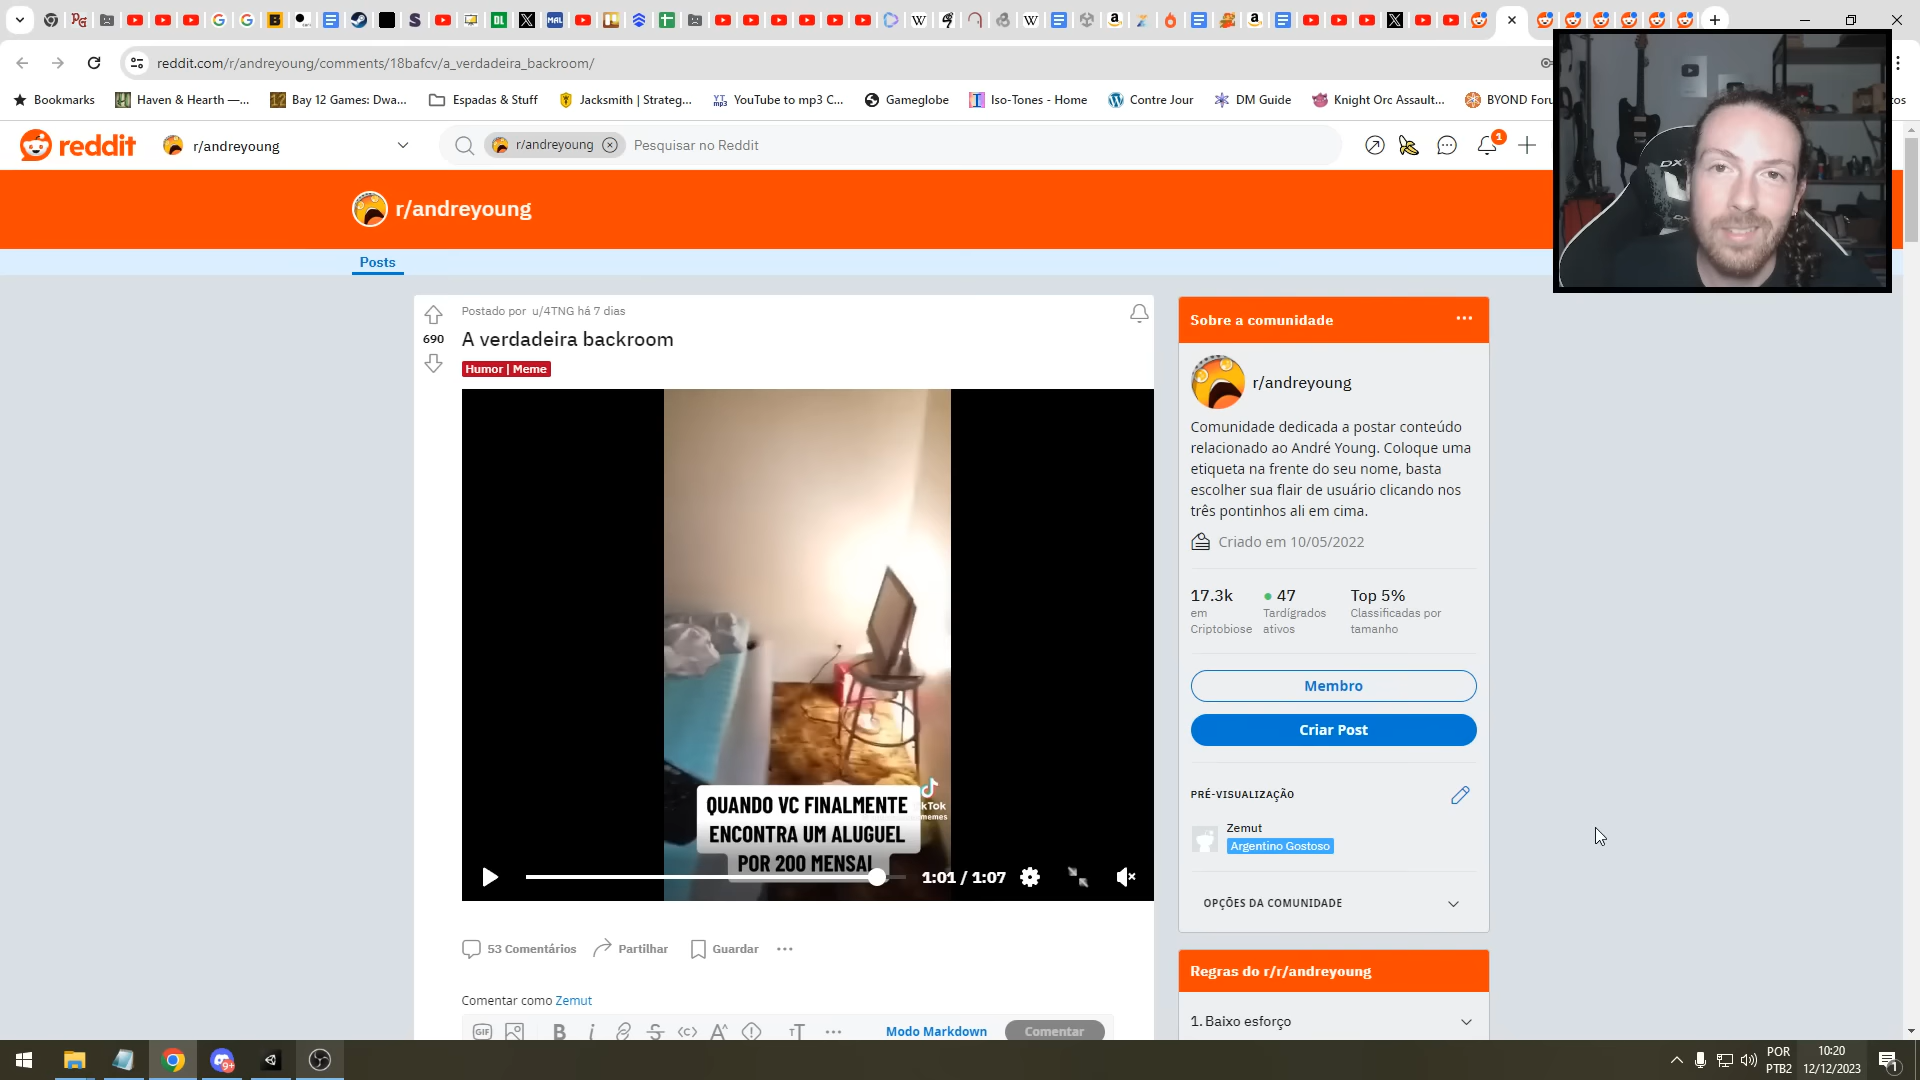 reddit.com/r/andreyoung/comments/18bafcv/a_verdadeira_backroom/
Bookmarks
Haven & Hearth —...
Bay 12 Games: Dwa...
Espadas & Stuff
Jacksmith | Strateg...
YouTube to mp3 C...
Gameglobe
Iso-Tones - Home
Contre Jour
DM Guide
Knight Orc Assault...
BYOND Foru
os
reddit
r/andreyoung
r/andreyoung
Pesquisar no Reddit
1
r/andreyoung
Posts
Postado por u/4TNG há 7 dias
690
A verdadeira backroom
Humor | Meme
QUANDO VC FINALMENTE
ENCONTRA UM ALUGUEL
POR 200 MENSAL
kTok
memes
1:01 / 1:07
53 Comentários
Partilhar
Guardar
Comentar como Zemut
GIF
Modo Markdown
Comentar
Sobre a comunidade
r/andreyoung
Comunidade dedicada a postar conteúdo
relacionado ao André Young. Coloque uma
etiqueta na frente do seu nome, basta
escolher sua flair de usuário clicando nos
três pontinhos ali em cima.
Criado em 10/05/2022
17.3k
em
Criptobiose
47
Tardígrados
ativos
Top 5%
Classificadas por
tamanho
Membro
Criar Post
PRÉ-VISUALIZAÇÃO
Zemut
Argentino Gostoso
OPÇÕES DA COMUNIDADE
Regras do r/r/andreyoung
1. Baixo esforço
9+
POR
PTB2
10:20
12/12/2023
1